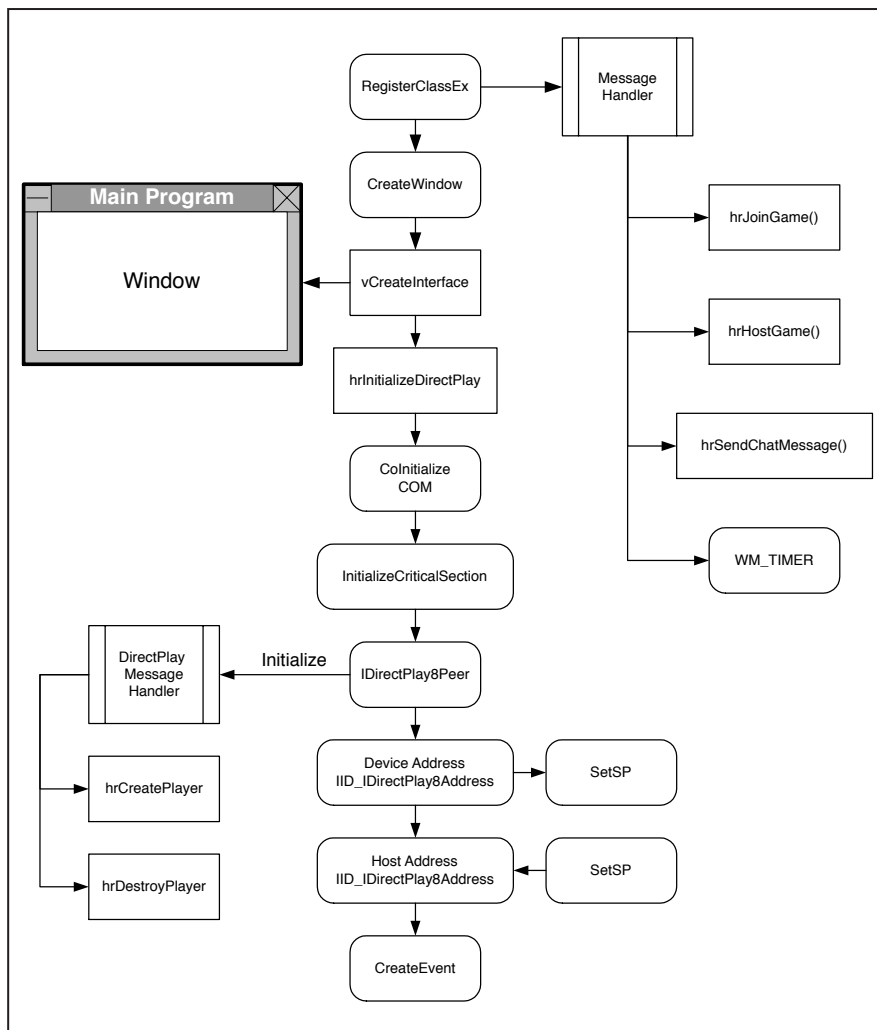 RegisterClassEx
Message
Handler
CreateWindow
Main Program
Window
hrJoinGame()
vCreateInterface
hrHostGame()
hrInitializeDirectPlay
hrSendChatMessage()
CoInitialize
COM
WM_TIMER
InitializeCriticalSection
DirectPlay
Message
Handler
Initialize
IDirectPlay8Peer
Device Address
IID_IDirectPlay8Address
SetSP
hrCreatePlayer
Host Address
IID_IDirectPlay8Address
SetSP
hrDestroyPlayer
CreateEvent